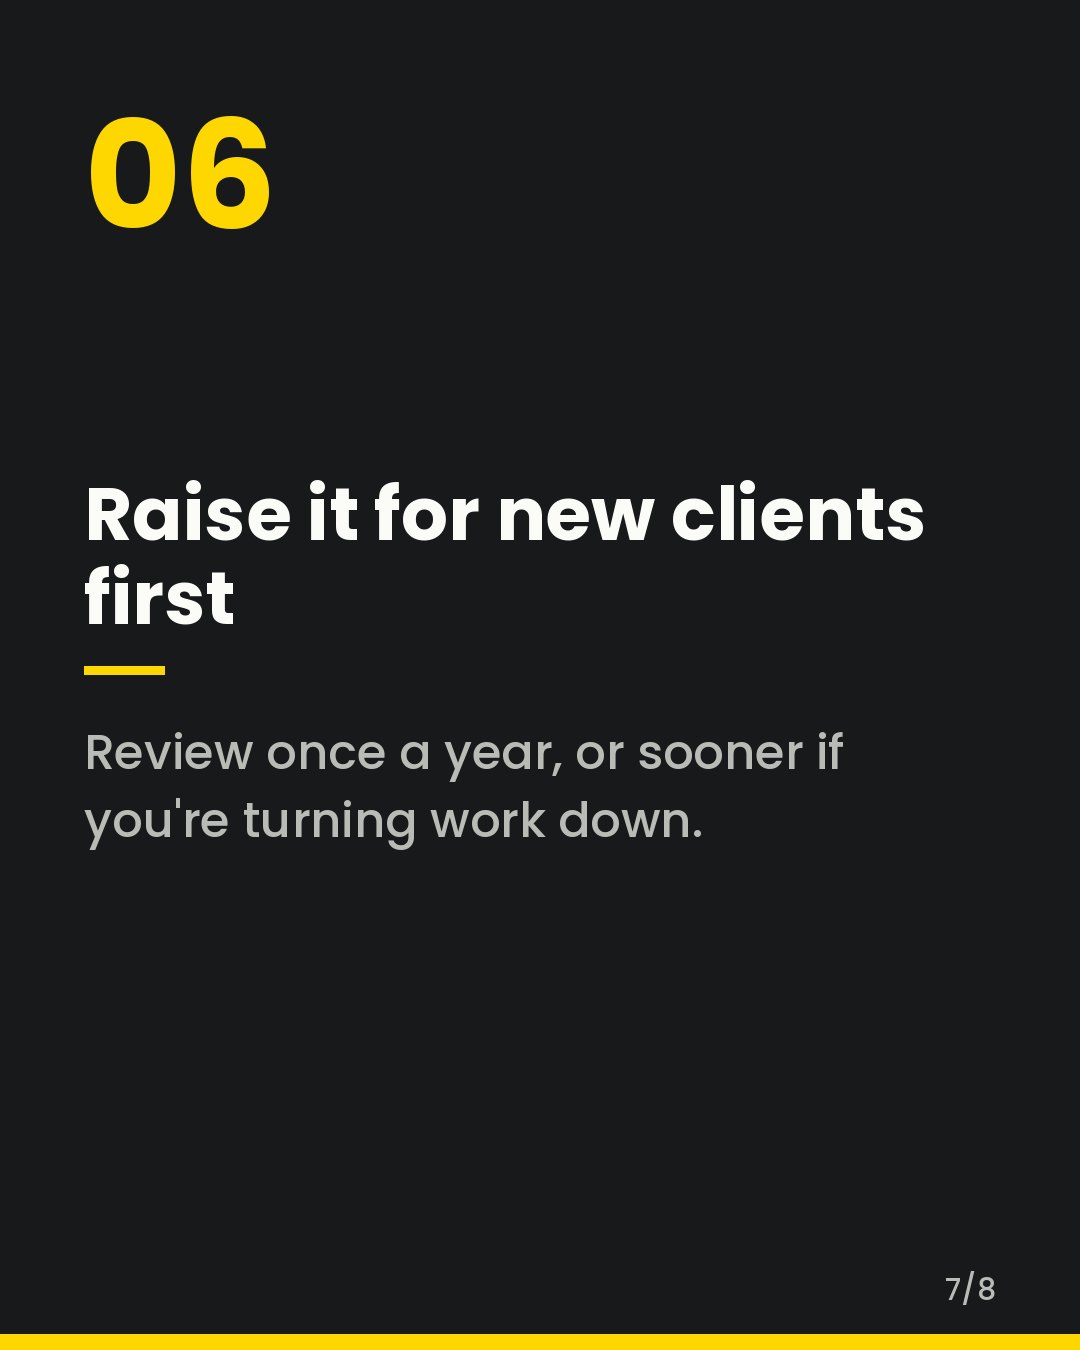 06
Raise it for new clients
first
Review once a year, or sooner if
you're turning work down.
7/8